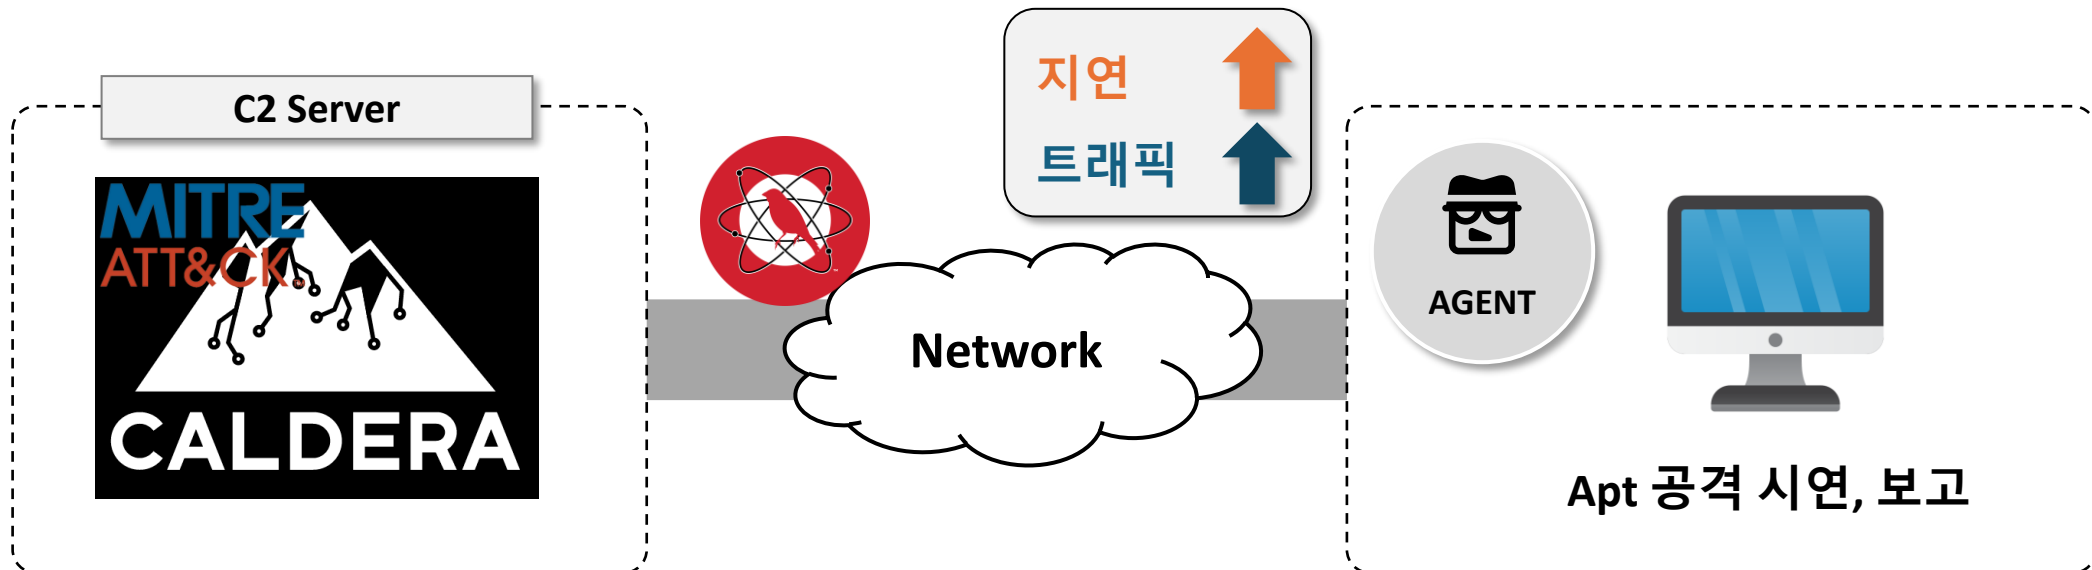 C2 Server
MITRE
ATT&CK
CALDERA
지연
트래픽
Network
AGENT
Apt 공격 시연, 보고